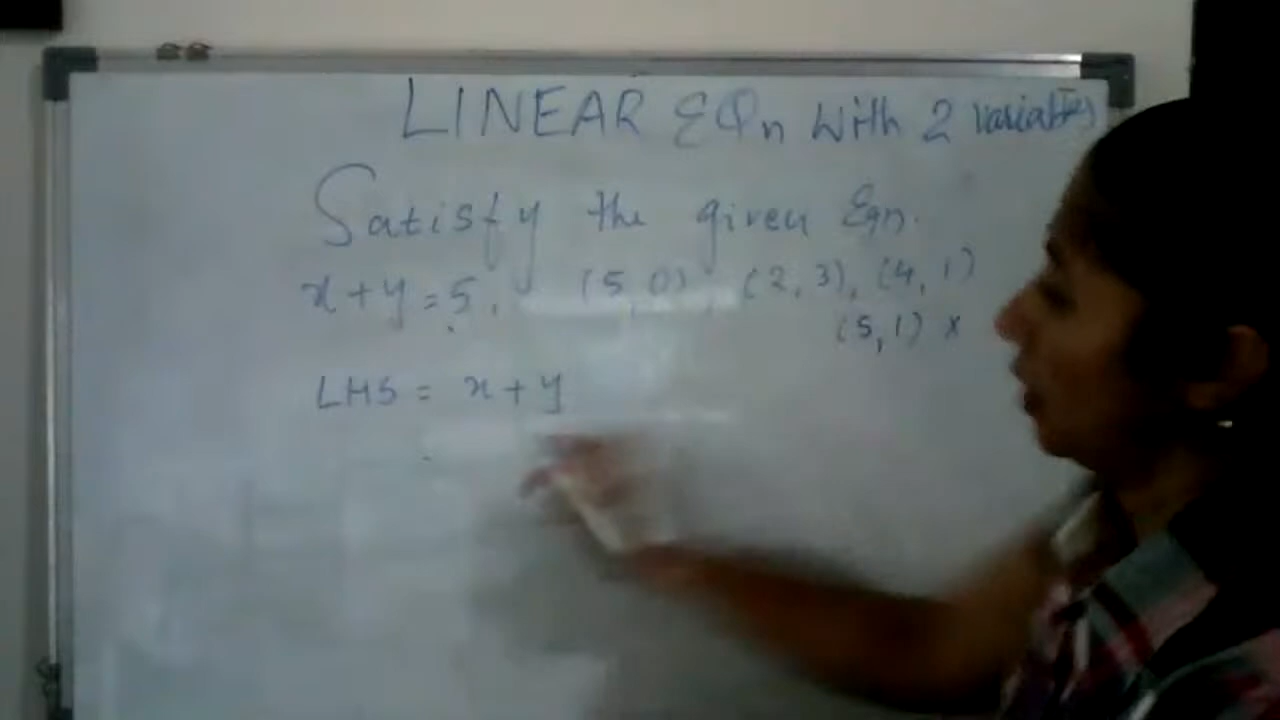 LINEAR EQn With 2 variables
Satisfy the given Eqn.
x+y=5, (5,0), (2,3), (4,1)
(5,1) x
LHS = x+y